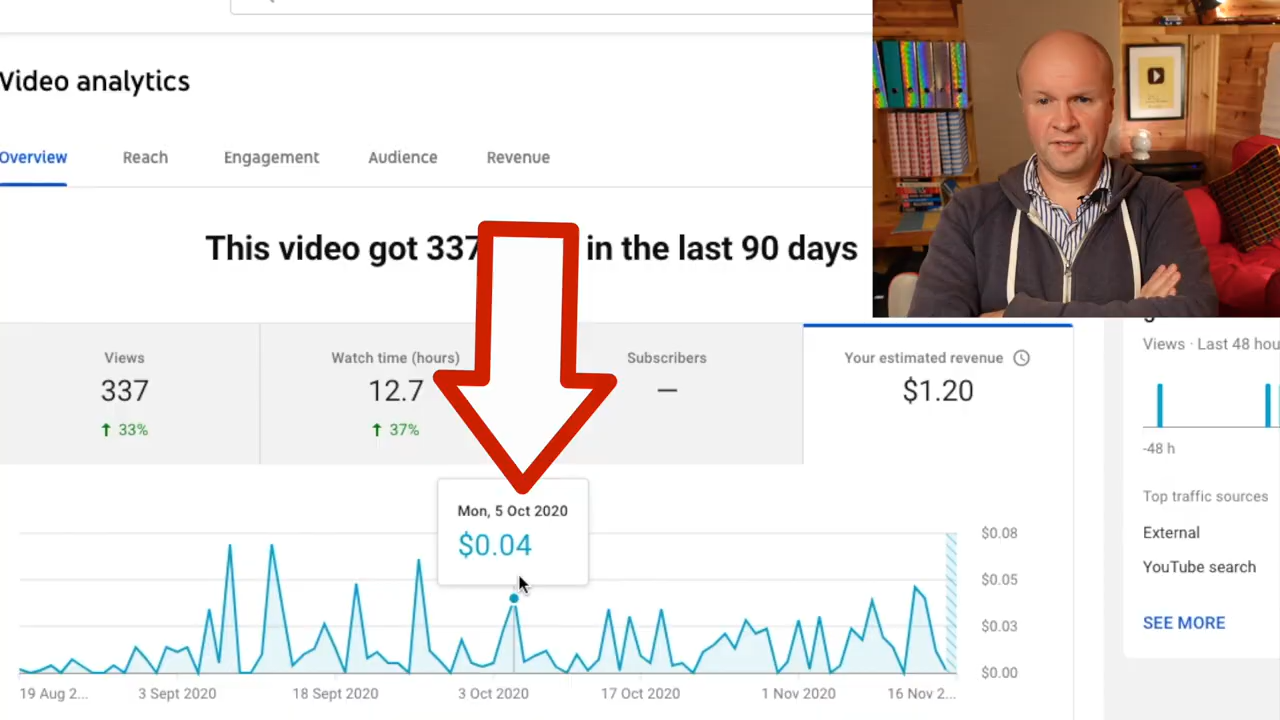 Video analytics
Overview Reach Engagement Audience Revenue
This video got 337 in the last 90 days
Views
337
33%
Watch time (hours)
12.7
37%
Subscribers
—
Your estimated revenue
$1.20
Mon, 5 Oct 2020
$0.04
$0.08
$0.05
$0.03
$0.00
19 Aug 2... 3 Sept 2020 18 Sept 2020 3 Oct 2020 17 Oct 2020 1 Nov 2020 16 Nov 2...
Views · Last 48 hou
-48 h
Top traffic sources
External
YouTube search
SEE MORE